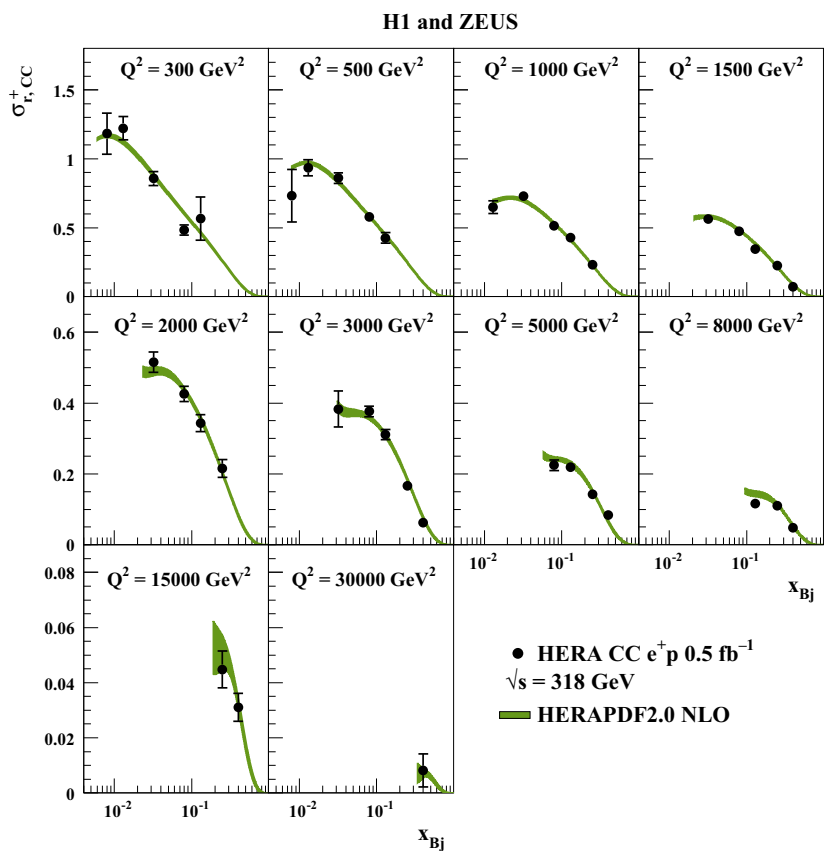 H1 and ZEUS
σ⁺r, CC
Q² = 300 GeV²
Q² = 500 GeV²
Q² = 1000 GeV²
Q² = 1500 GeV²
1.5
1
0.5
0
Q² = 2000 GeV²
Q² = 3000 GeV²
Q² = 5000 GeV²
Q² = 8000 GeV²
0.6
0.4
0.2
0
10⁻² 10⁻¹ 10⁻² 10⁻¹
x_Bj
Q² = 15000 GeV²
Q² = 30000 GeV²
0.08
0.06
0.04
0.02
0
10⁻² 10⁻¹ 10⁻² 10⁻¹
x_Bj
HERA CC e⁺p 0.5 fb⁻¹
√s = 318 GeV
HERAPDF2.0 NLO